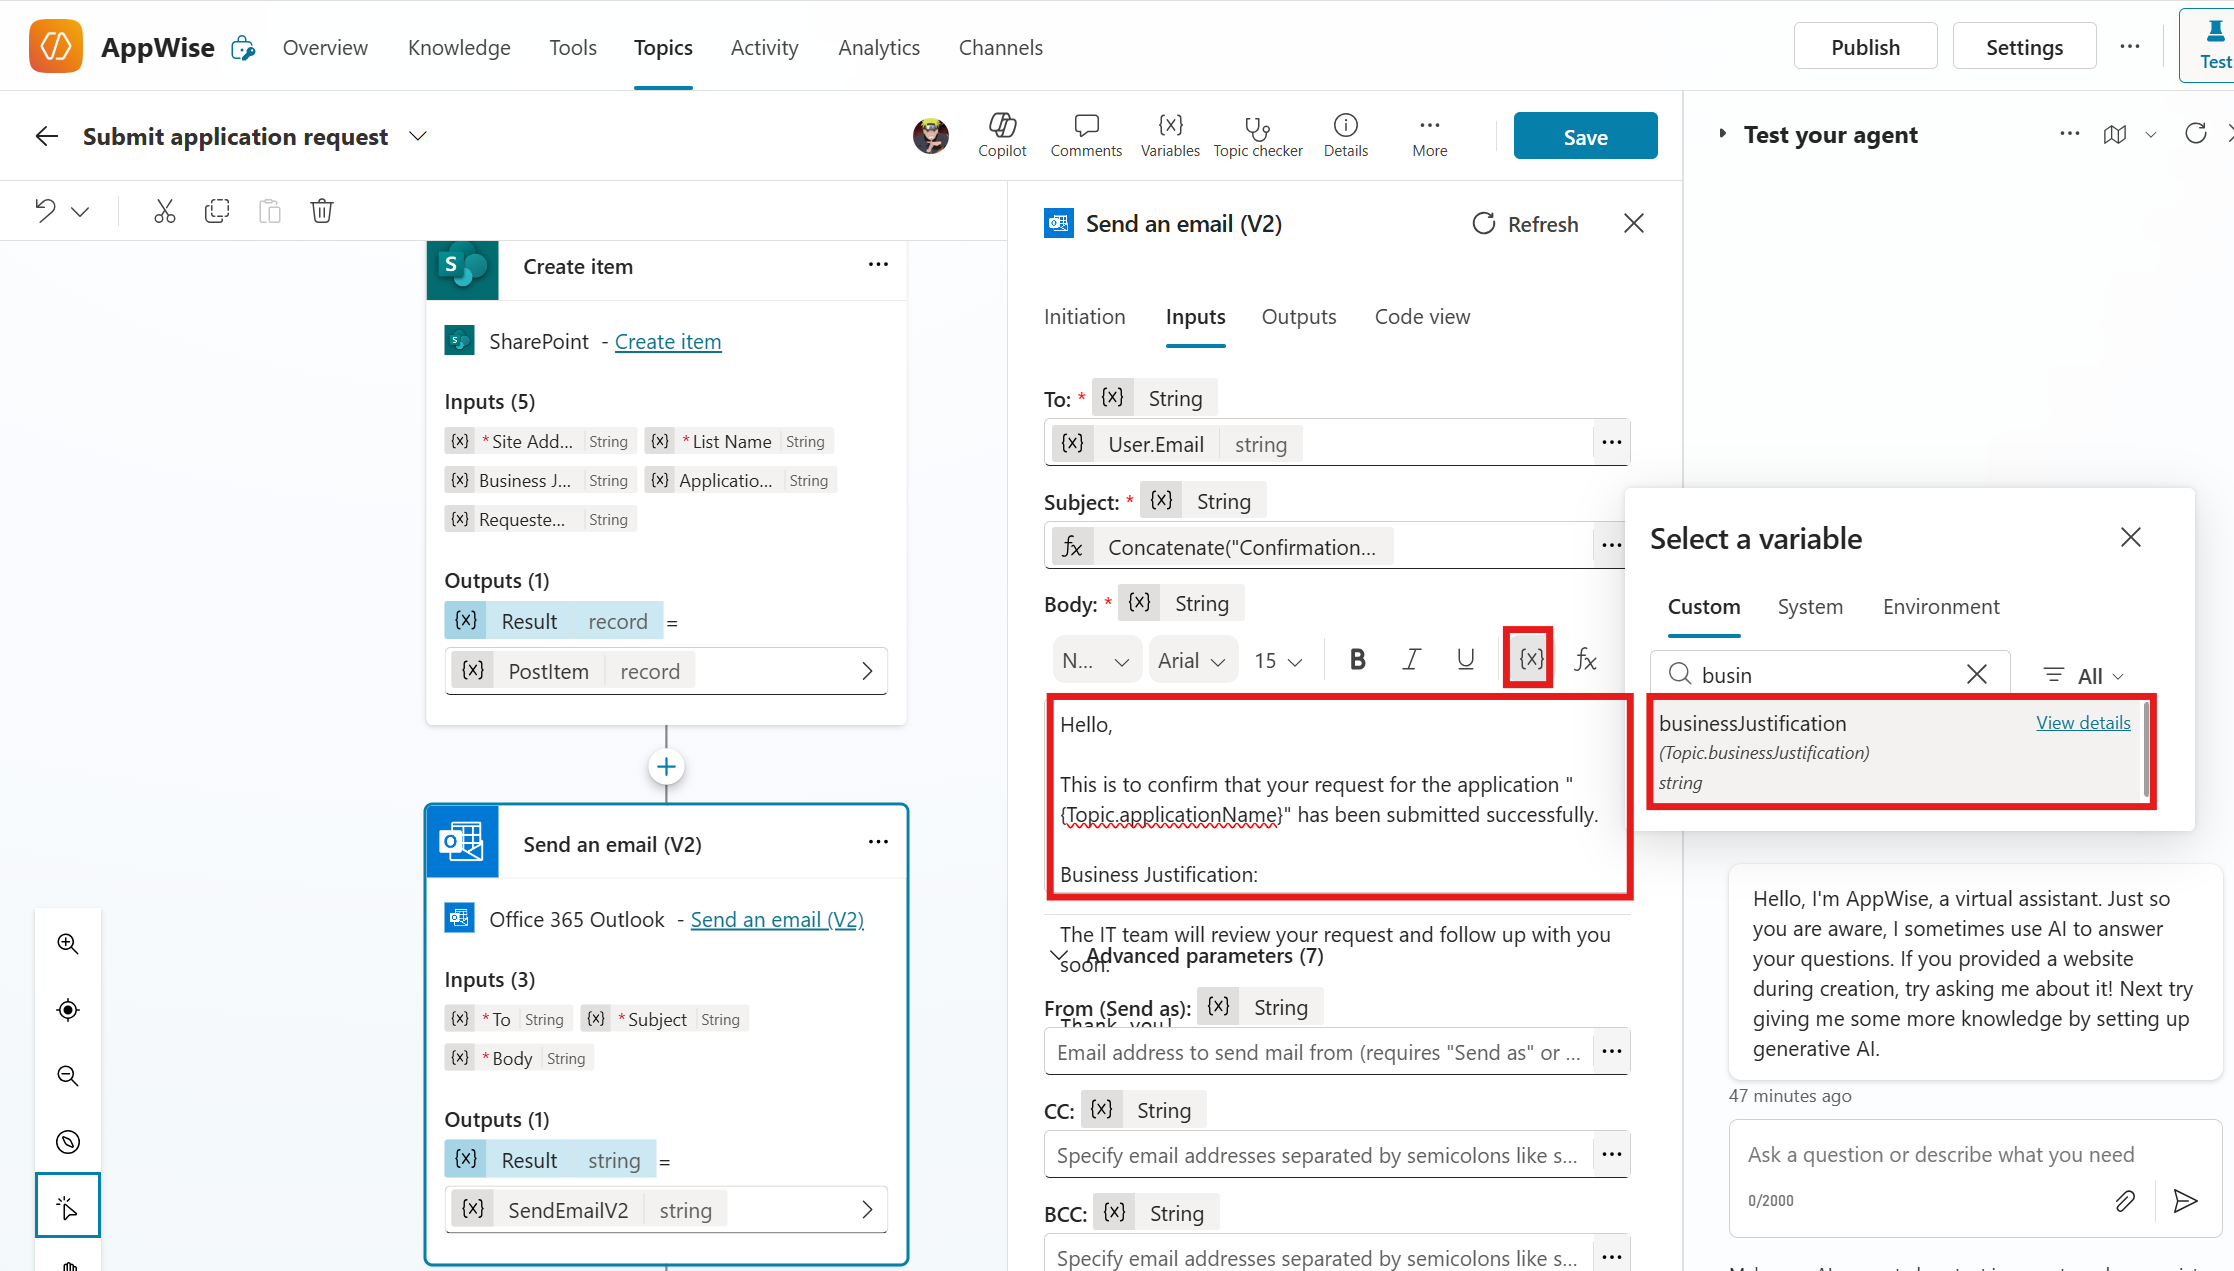 AppWise
Overview
Knowledge
Tools
Topics
Activity
Analytics
Channels
Publish
Settings
Test
Submit application request
Copilot
Comments
Variables
Topic checker
Details
More
Save
Test your agent
Create item
SharePoint - Create item
Inputs (5)
{x} *Site Add... String {x} *List Name String
{x} Business J... String {x} Applicatio... String
{x} Requeste... String
Outputs (1)
{x} Result record =
{x} PostItem record
Send an email (V2)
Office 365 Outlook - Send an email (V2)
Inputs (3)
{x} *To String {x} *Subject String
{x} *Body String
Outputs (1)
{x} Result string =
{x} SendEmailV2 string
Send an email (V2)
Refresh
Initiation
Inputs
Outputs
Code view
To: * {x} String
{x} User.Email string
Subject: * {x} String
fx Concatenate("Confirmation...
Body: * {x} String
N... Arial 15 B I U {x} fx
Hello,
This is to confirm that your request for the application "
{Topic.applicationName}" has been submitted successfully.
Business Justification:
The IT team will review your request and follow up with you
soon.
Advanced parameters (7)
From (Send as): {x} String
Thank you!
Email address to send mail from (requires "Send as" or ...
CC: {x} String
Specify email addresses separated by semicolons like s...
BCC: {x} String
Specify email addresses separated by semicolons like s...
Select a variable
Custom
System
Environment
busin
All
businessJustification
View details
(Topic.businessJustification)
string
Hello, I'm AppWise, a virtual assistant. Just so
you are aware, I sometimes use AI to answer
your questions. If you provided a website
during creation, try asking me about it! Next try
giving me some more knowledge by setting up
generative AI.
47 minutes ago
Ask a question or describe what you need
0/2000